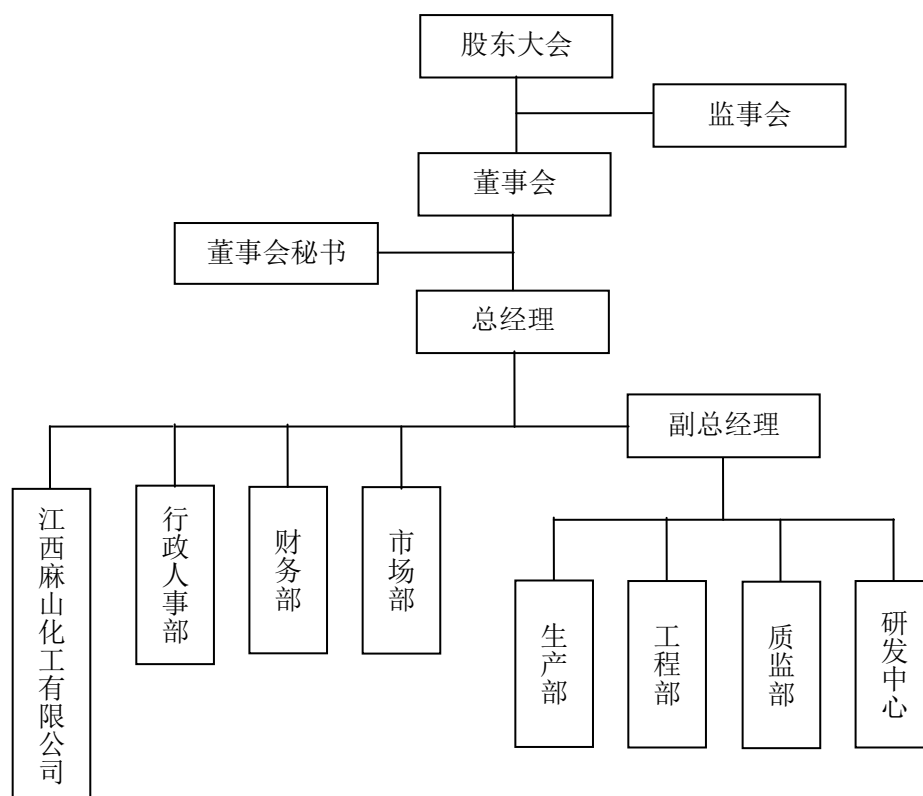 股东大会
监事会
董事会
董事会秘书
总经理
副总经理
江西麻山化工有限公司
行政人事部
财务部
市场部
生产部
工程部
质监部
研发中心